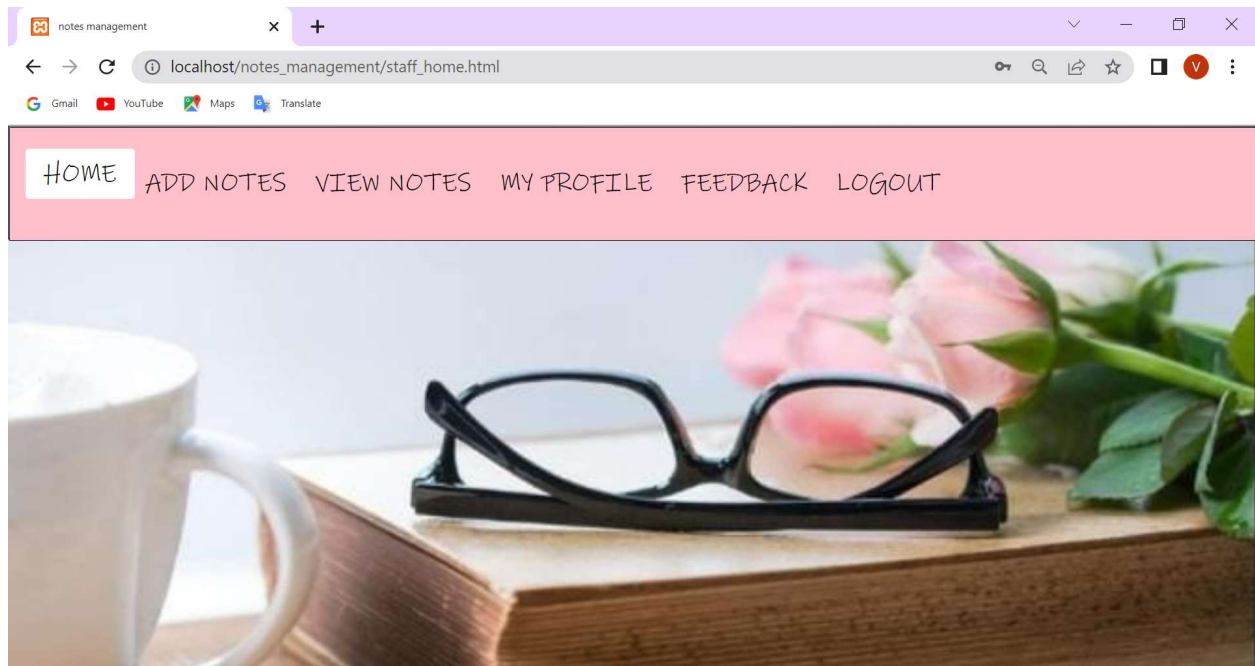 notes management
localhost/notes_management/staff_home.html
V
Gmail YouTube Maps Translate
HOME ADD NOTES VIEW NOTES MY PROFILE FEEDBACK LOGOUT